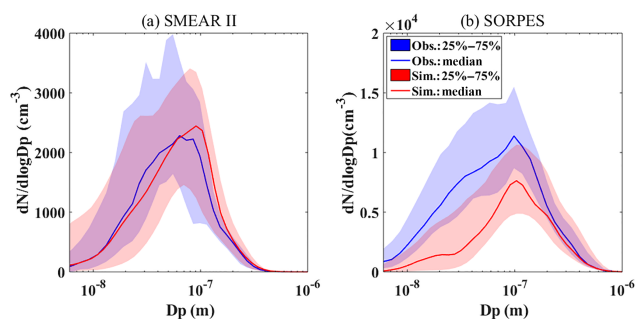 (a) SMEAR II
(b) SORPES
×10⁴
4000
3000
2000
1000
0
dN/dlogDp (cm⁻³)
10⁻⁸
10⁻⁷
10⁻⁶
Dp (m)
2
1.5
1
0.5
0
dN/dlogDp(cm⁻³)
Obs.: 25%−75%
Obs.: median
Sim.: 25%−75%
Sim.: median
10⁻⁸
10⁻⁷
10⁻⁶
Dp (m)